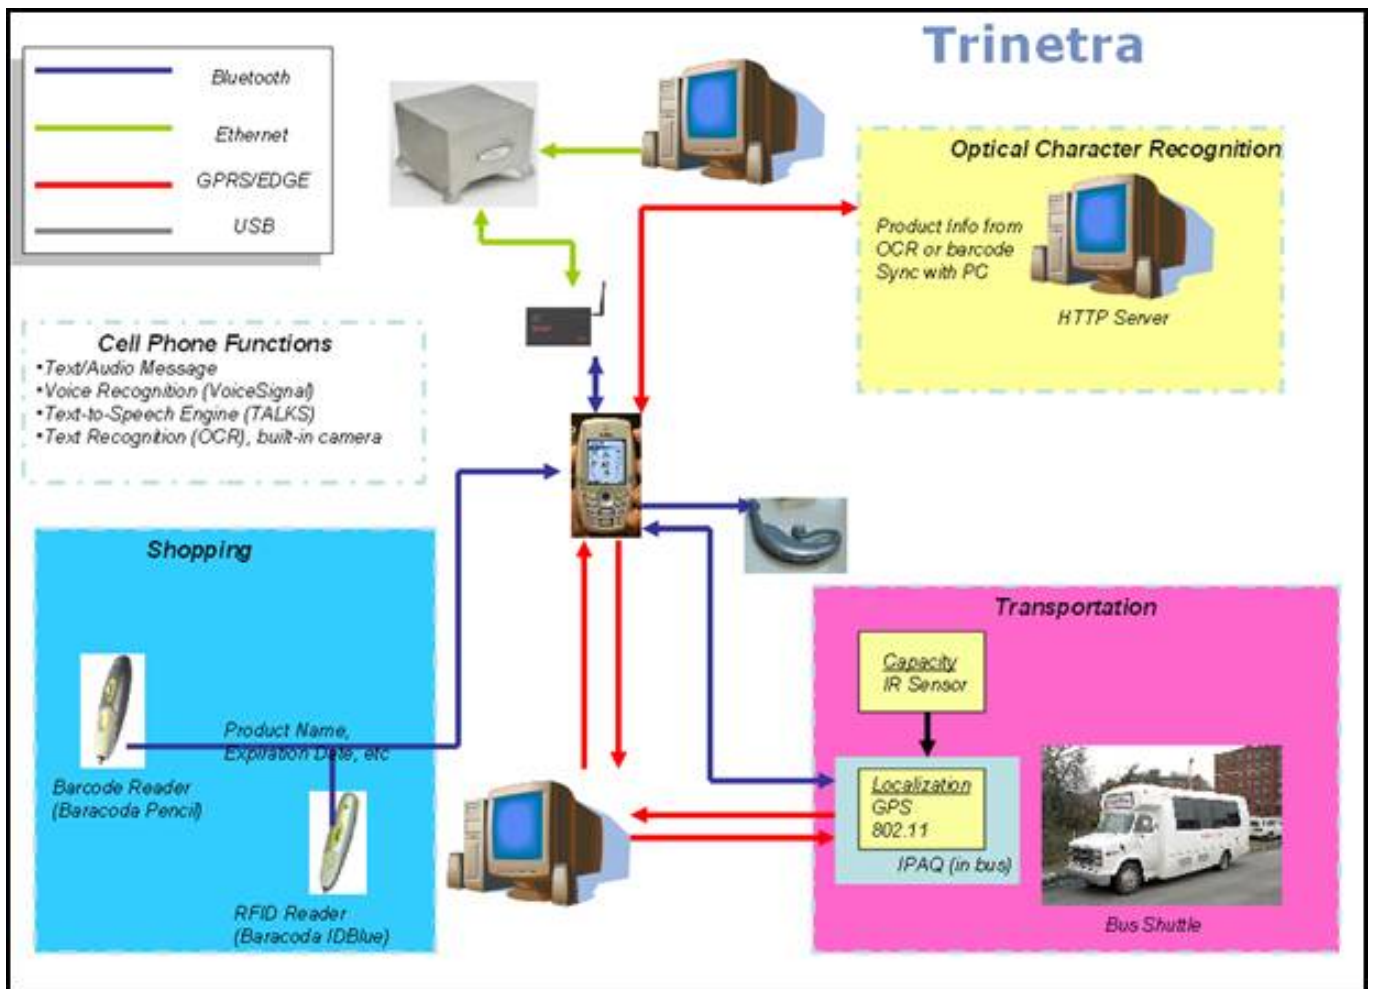 Trinetra
Bluetooth
Ethernet
GPRS/EDGE
USB
Optical Character Recognition
Product Info from
OCR or barcode
Sync with PC
HTTP Server
Cell Phone Functions
•Text/Audio Message
•Voice Recognition (VoiceSignal)
•Text-to-Speech Engine (TALKS)
•Text Recognition (OCR), built-in camera
Shopping
Product Name,
Expiration Date, etc
Barcode Reader
(Baracoda Pencil)
RFID Reader
(Baracoda IDBlue)
Transportation
Capacity
IR Sensor
Localization
GPS
802.11
IPAQ (in bus)
Bus Shuttle